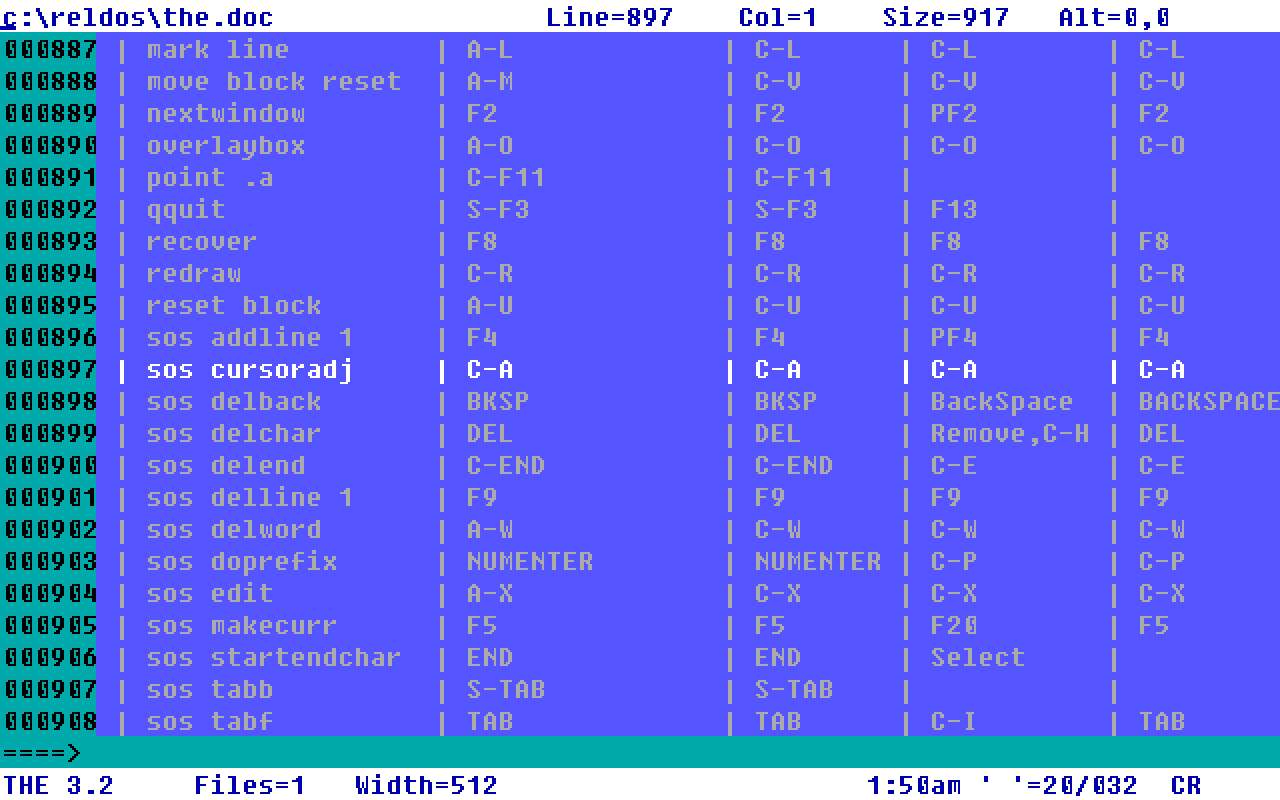 c:\reldos\the.doc Line=897 Col=1 Size=917 Alt=0,0
000887 | mark line | A-L | C-L | C-L | C-L
000888 | move block reset | A-M | C-V | C-V | C-V
000889 | nextwindow | F2 | F2 | PF2 | F2
000890 | overlaybox | A-O | C-O | C-O | C-O
000891 | point .a | C-F11 | C-F11 | |
000892 | qquit | S-F3 | S-F3 | F13 |
000893 | recover | F8 | F8 | F8 | F8
000894 | redraw | C-R | C-R | C-R | C-R
000895 | reset block | A-U | C-U | C-U | C-U
000896 | sos addline 1 | F4 | F4 | PF4 | F4
000897 | sos cursoradj | C-A | C-A | C-A | C-A
000898 | sos delback | BKSP | BKSP | BackSpace | BACKSPACE
000899 | sos delchar | DEL | DEL | Remove,C-H | DEL
000900 | sos delend | C-END | C-END | C-E | C-E
000901 | sos delline 1 | F9 | F9 | F9 | F9
000902 | sos delword | A-W | C-W | C-W | C-W
000903 | sos doprefix | NUMENTER | NUMENTER | C-P | C-P
000904 | sos edit | A-X | C-X | C-X | C-X
000905 | sos makecurr | F5 | F5 | F20 | F5
000906 | sos startendchar | END | END | Select |
000907 | sos tabb | S-TAB | S-TAB | |
000908 | sos tabf | TAB | TAB | C-I | TAB
====>
THE 3.2 Files=1 Width=512 1:50am ' '=20/032 CR